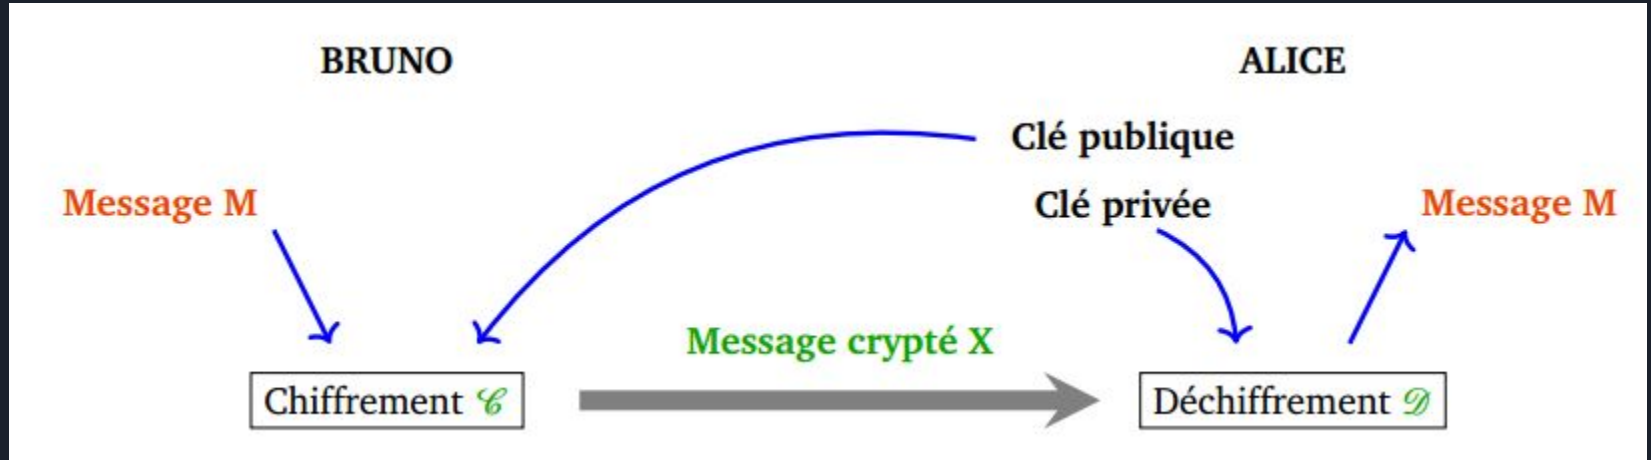 BRUNO
ALICE
Clé publique
Message M
Clé privée
Message M
Message crypté X
Chiffrement 𝒞
Déchiffrement 𝒟